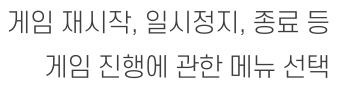 게임 재시작, 일시정지, 종료 등
게임 진행에 관한 메뉴 선택